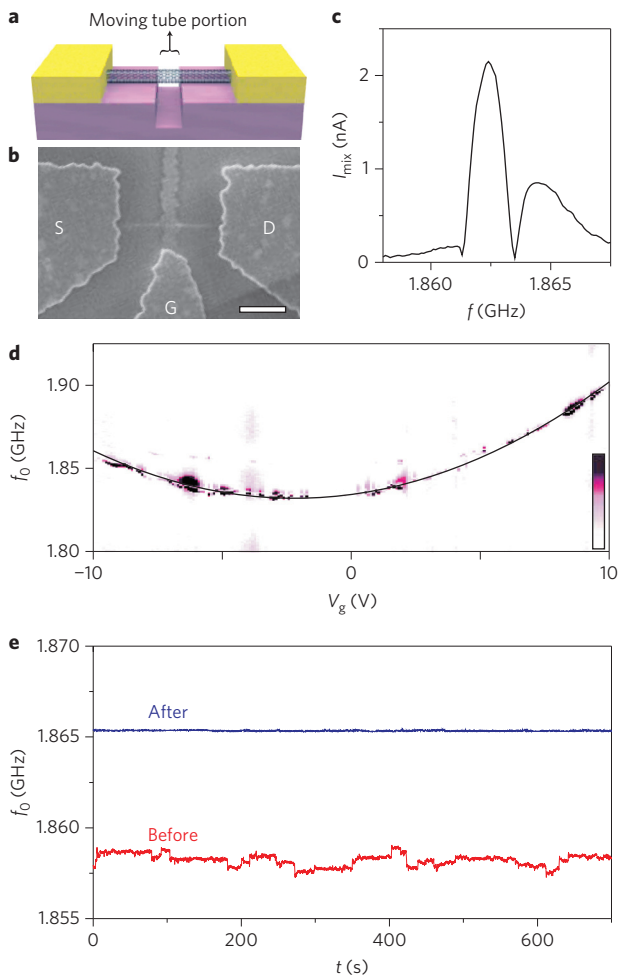 a
Moving tube portion
b
S
D
G
c
2
1
0
I_mix (nA)
1.860
1.865
f (GHz)
d
1.90
1.85
1.80
f_0 (GHz)
−10
0
10
V_g (V)
e
1.870
1.865
1.860
1.855
f_0 (GHz)
After
Before
0
200
400
600
t (s)